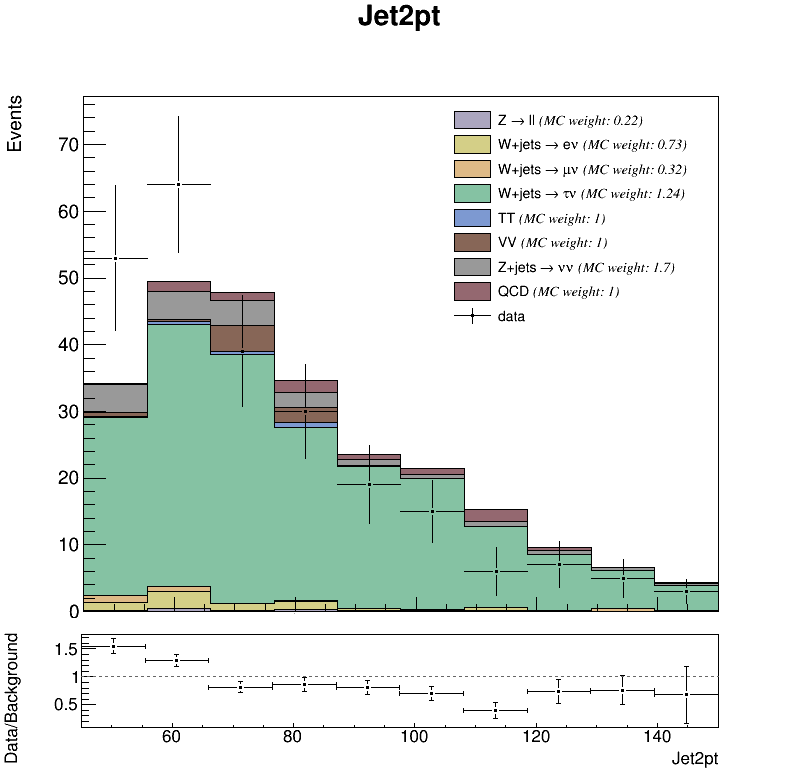 Jet2pt
Events
70
60
50
40
30
20
10
0
Z → ll (MC weight: 0.22)
W+jets → eν (MC weight: 0.73)
W+jets → μν (MC weight: 0.32)
W+jets → τν (MC weight: 1.24)
TT (MC weight: 1)
VV (MC weight: 1)
Z+jets → νν (MC weight: 1.7)
QCD (MC weight: 1)
data
Data/Background
1.5
1
0.5
60 80 100 120 140
Jet2pt